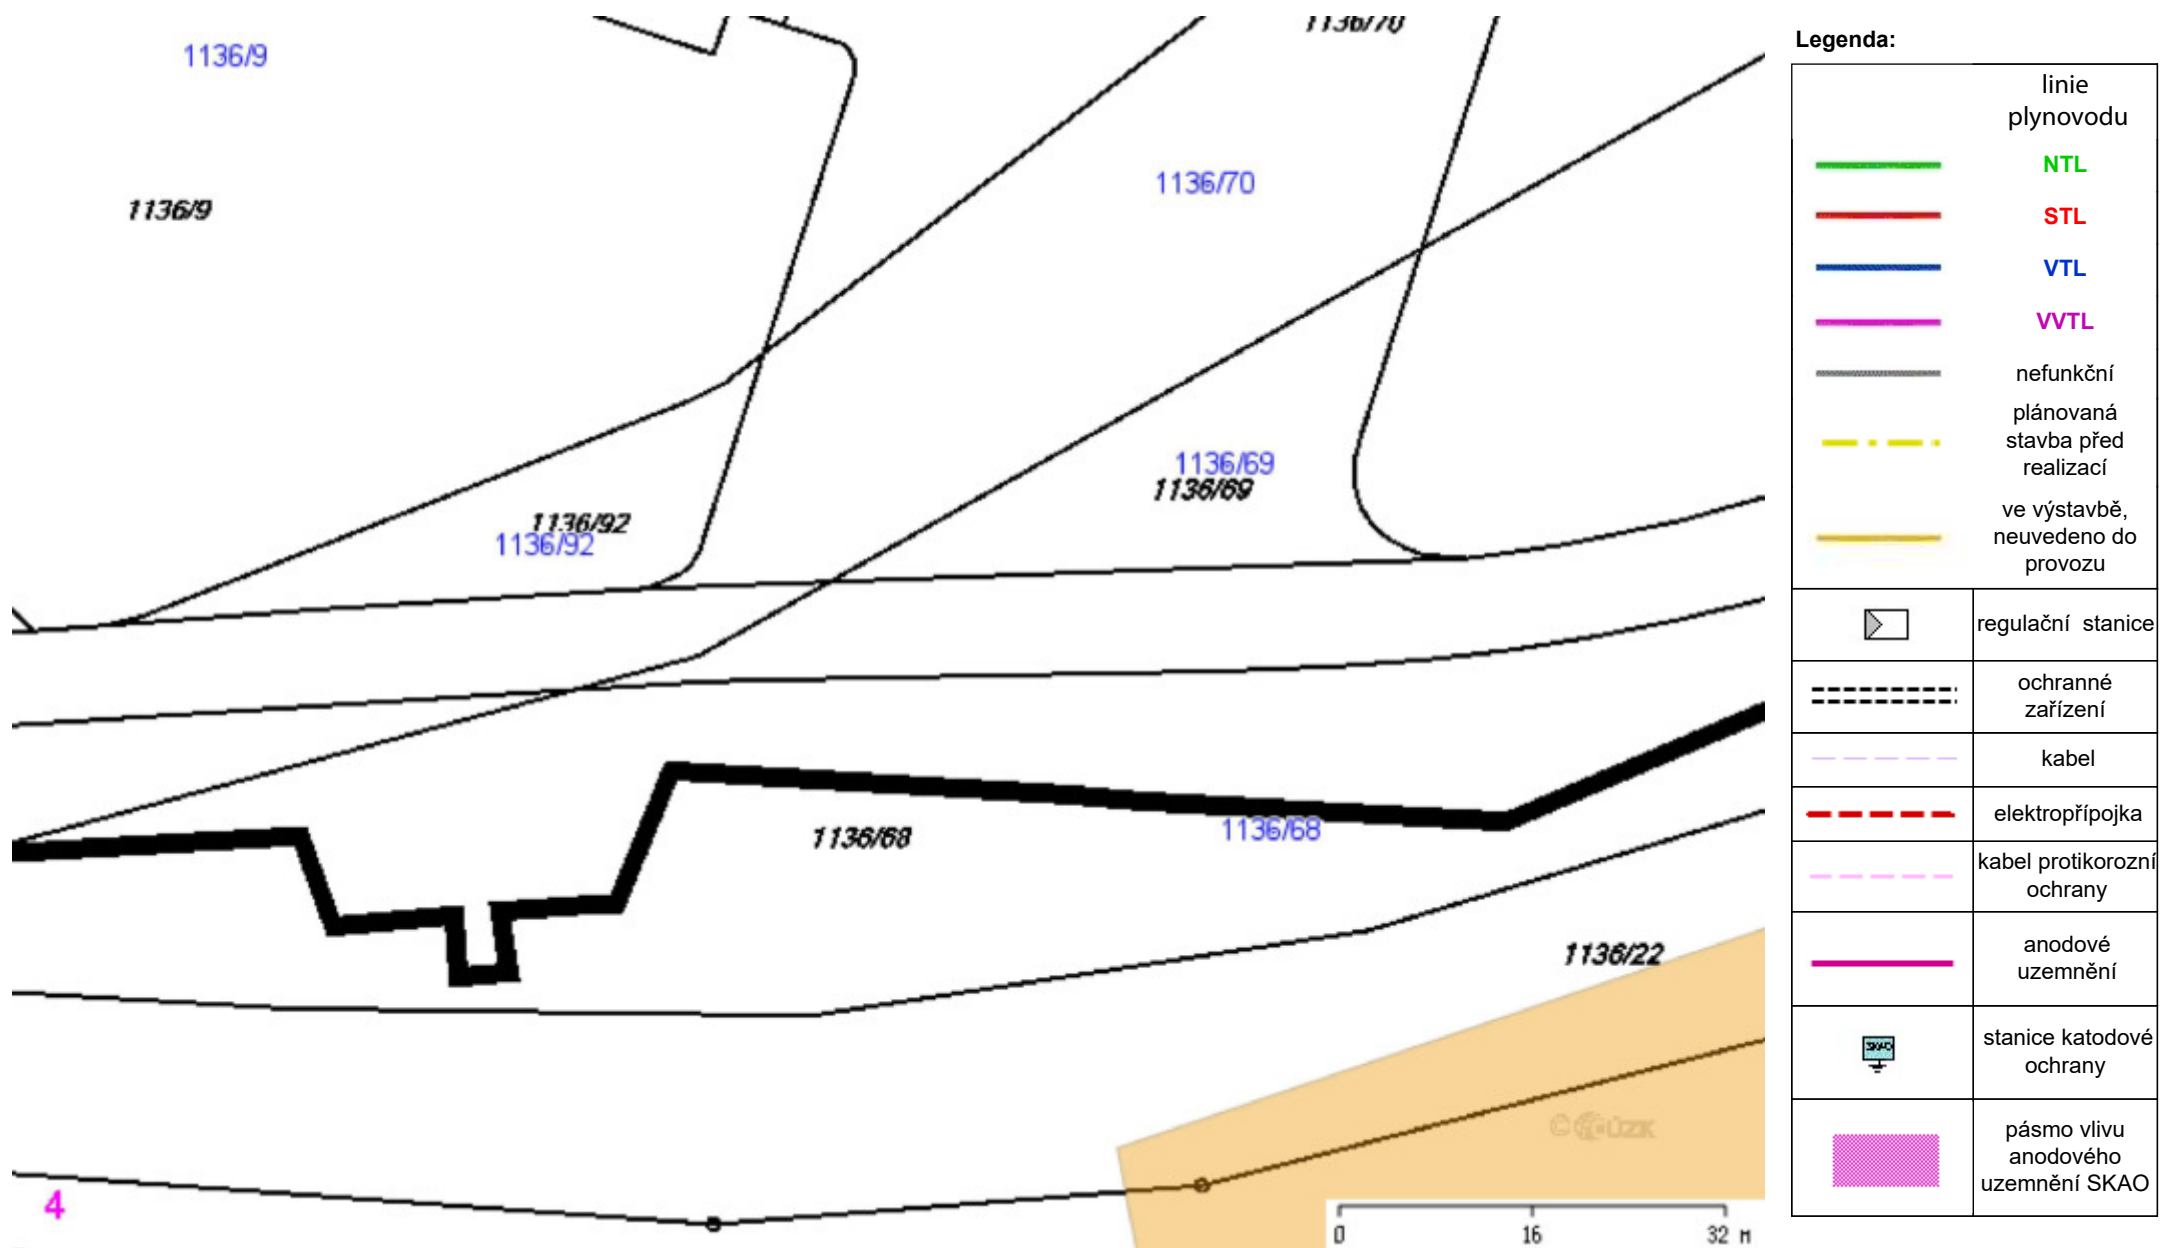 1136/9
1136/9
1136/70
1136/70
1136/69
1136/69
1136/92
1136/92
1136/68
1136/68
1136/22
4
0 16 32 M
Legenda:
linie
plynovodu
NTL
STL
VTL
VVTL
nefunkční
plánovaná
stavba před
realizací
ve výstavbě,
neuvedeno do
provozu
regulační stanice
ochranné
zařízení
kabel
elektropřípojka
kabel protikorozní
ochrany
anodové
uzemnění
SKAO
stanice katodové
ochrany
pásmo vlivu
anodového
uzemnění SKAO